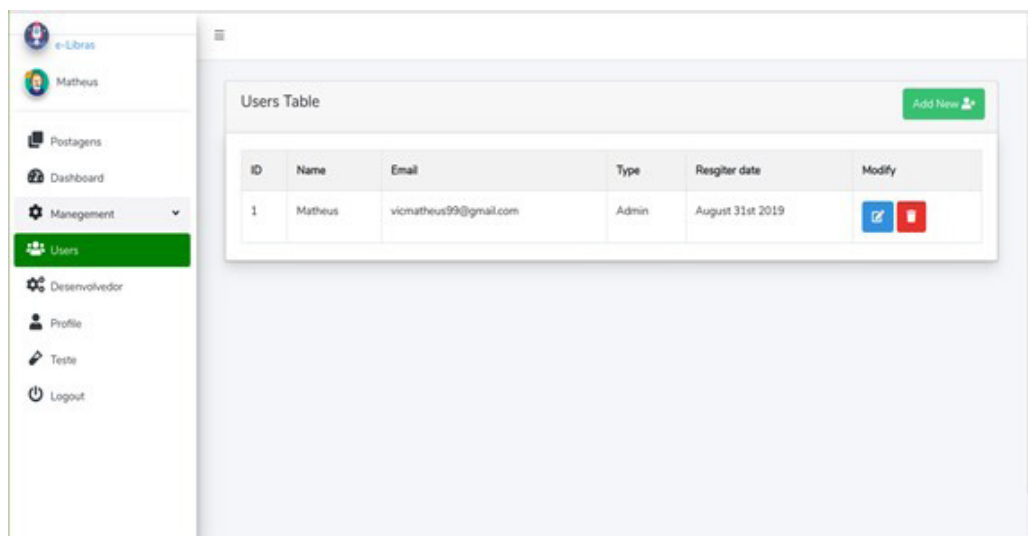 e-Libras
Matheus
Postagens
Dashboard
Manegement
Users
Desenvolvedor
Profile
Teste
Logout
Users Table
Add New
ID Name Email Type Resgiter date Modify
1 Matheus vicmatheus99@gmail.com Admin August 31st 2019